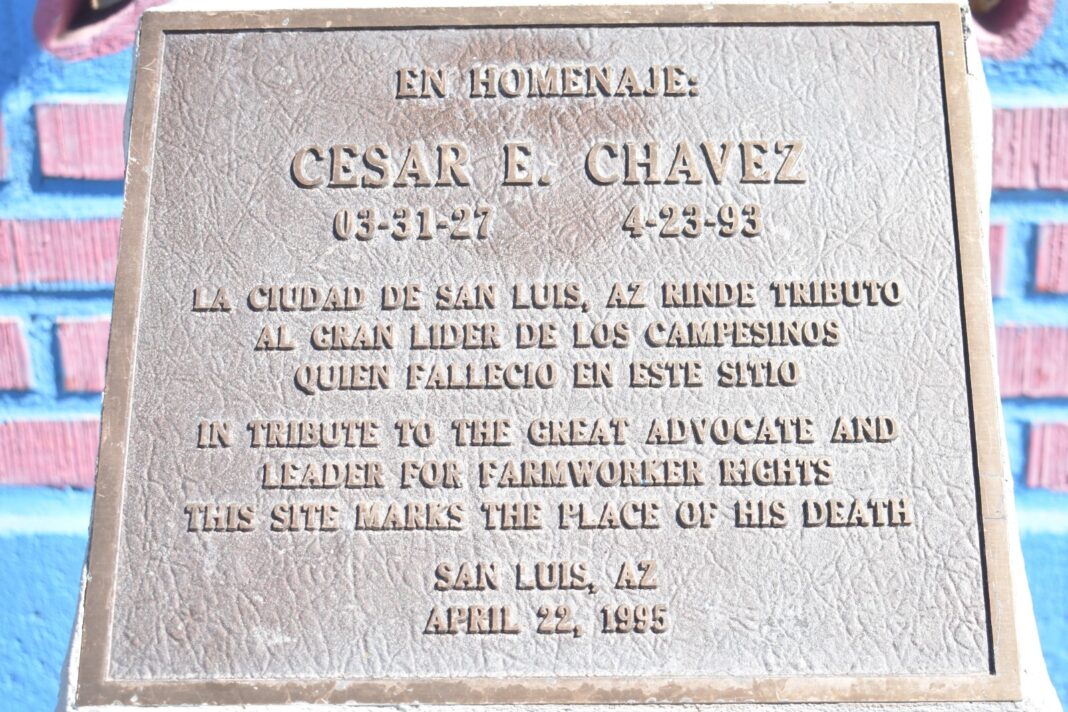 EN HOMENAJE:
CESAR E. CHAVEZ
03-31-27 4-23-93
LA CIUDAD DE SAN LUIS, AZ RINDE TRIBUTO
AL GRAN LIDER DE LOS CAMPESINOS
QUIEN FALLECIO EN ESTE SITIO
IN TRIBUTE TO THE GREAT ADVOCATE AND
LEADER FOR FARMWORKER RIGHTS
THIS SITE MARKS THE PLACE OF HIS DEATH
SAN LUIS, AZ
APRIL 22, 1995